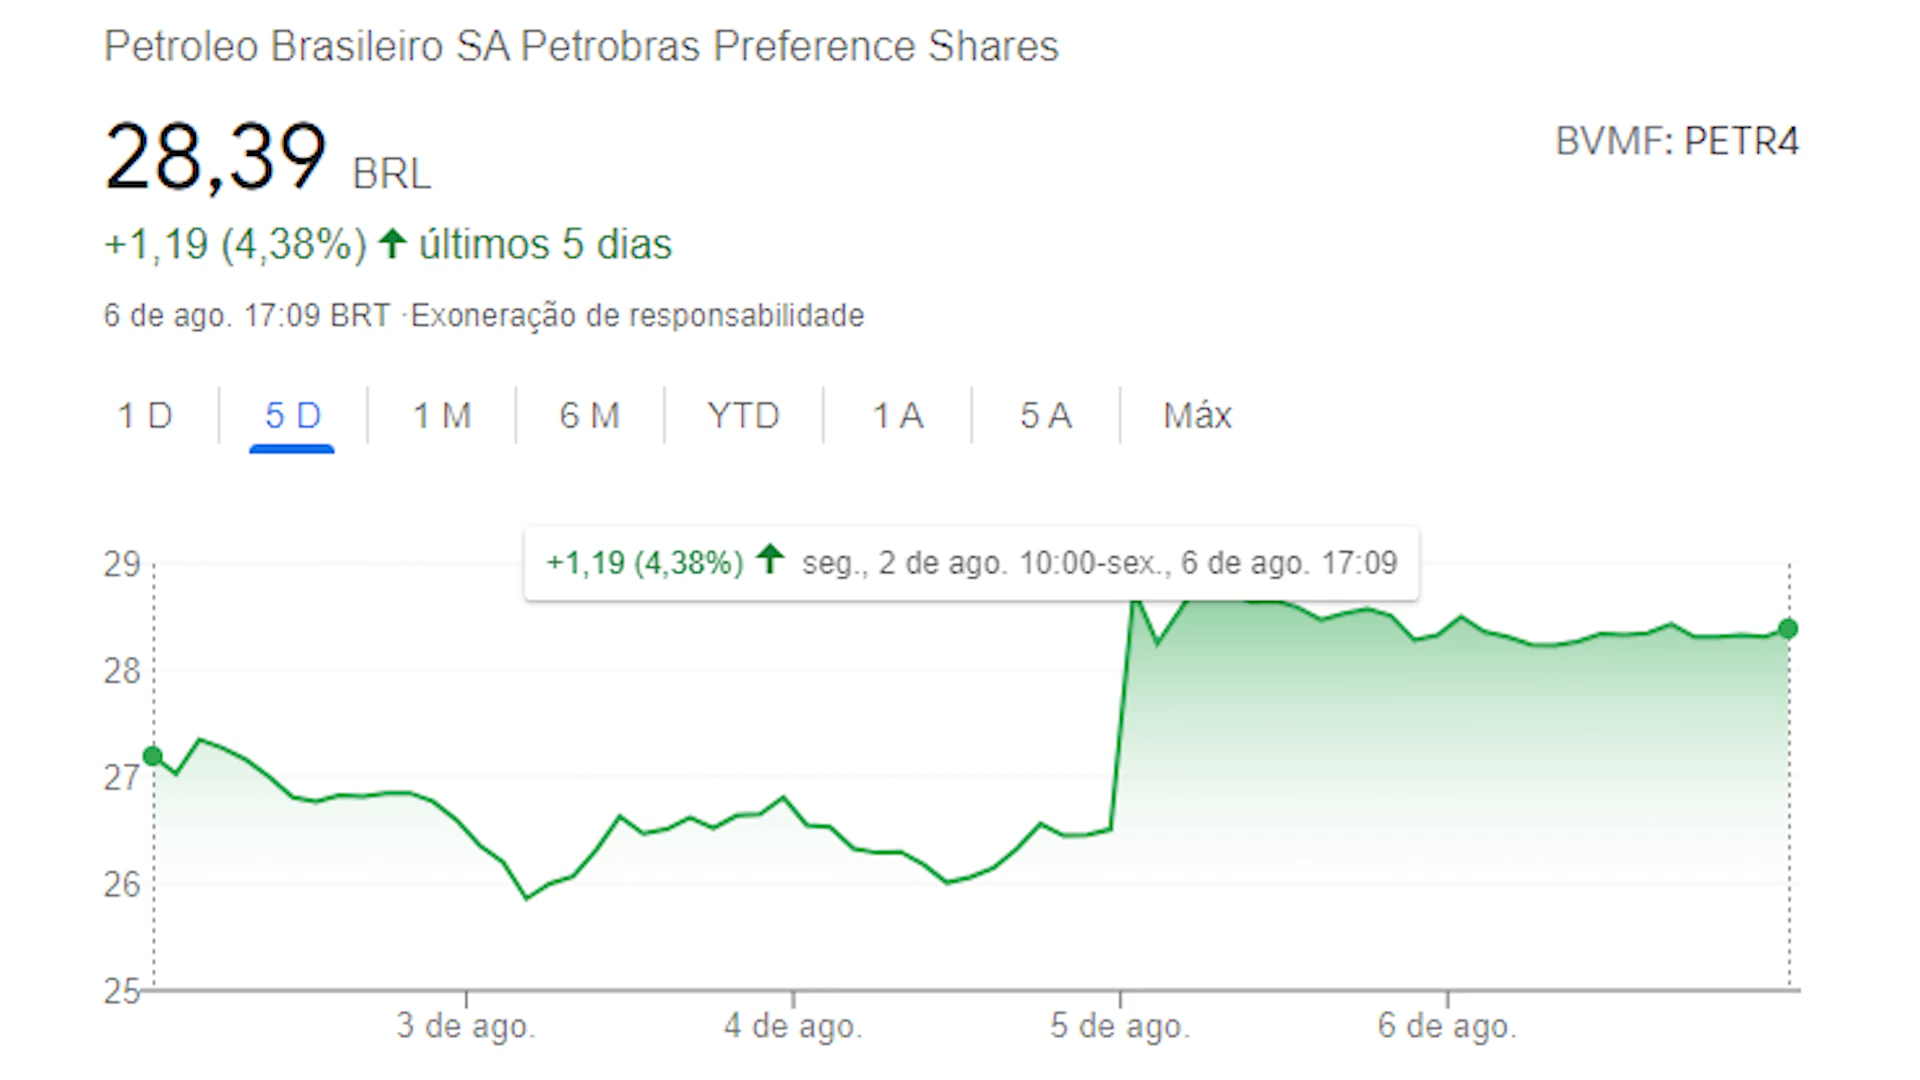 Petroleo Brasileiro SA Petrobras Preference Shares
28,39 BRL
BVMF: PETR4
+1,19 (4,38%) ↑ últimos 5 dias
6 de ago. 17:09 BRT ·Exoneração de responsabilidade
1 D
5 D
1 M
6 M
YTD
1 A
5 A
Máx
+1,19 (4,38%) ↑ seg., 2 de ago. 10:00-sex., 6 de ago. 17:09
29
28
27
26
25
3 de ago.
4 de ago.
5 de ago.
6 de ago.